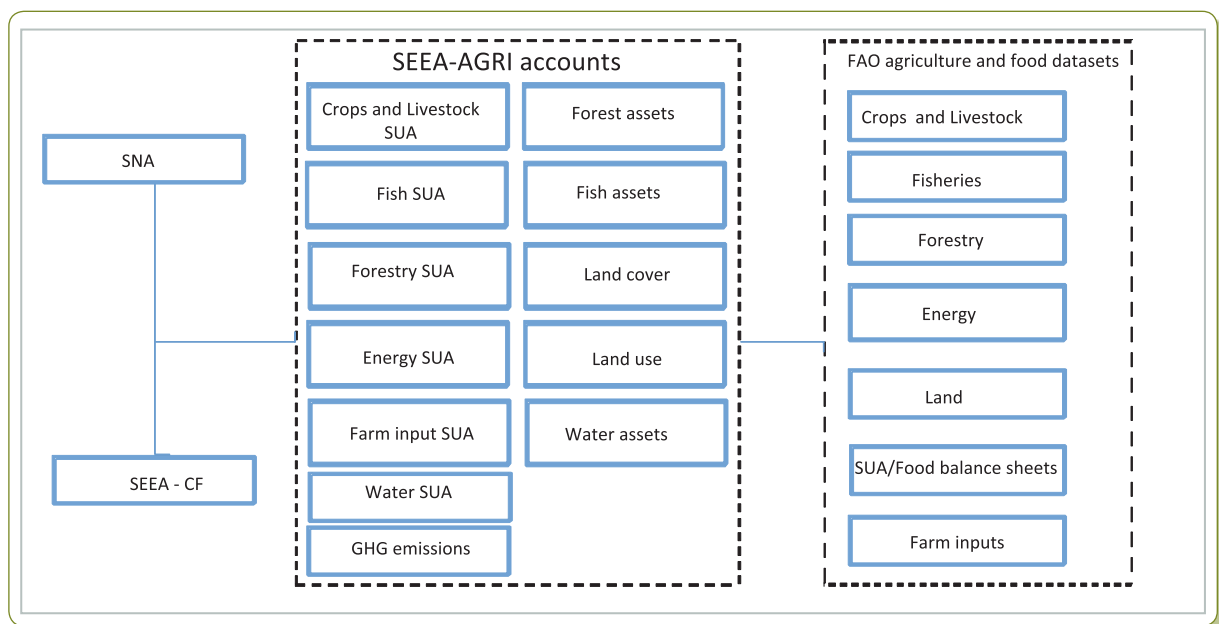 SNA
SEEA - CF
SEEA-AGRI accounts
Crops and Livestock
SUA
Fish SUA
Forestry SUA
Energy SUA
Farm input SUA
Water SUA
GHG emissions
Forest assets
Fish assets
Land cover
Land use
Water assets
FAO agriculture and food datasets
Crops and Livestock
Fisheries
Forestry
Energy
Land
SUA/Food balance sheets
Farm inputs